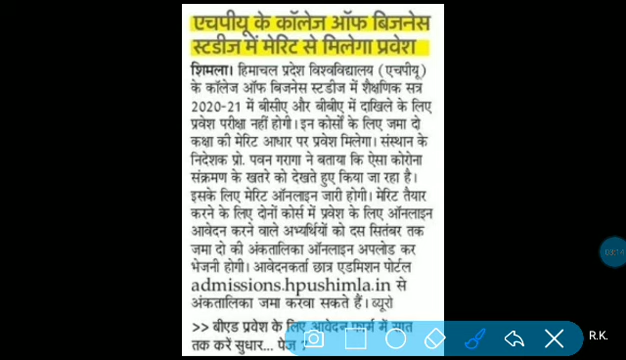 एचपीयू के कॉलेज ऑफ बिजनेस
स्टडीज में मेरिट से मिलेगा प्रवेश
शिमला। हिमाचल प्रदेश विश्वविद्यालय (एचपीयू)
के कॉलेज ऑफ बिजनेस स्टडीज में शैक्षणिक सत्र
2020-21 में बीसीए और बीबीए में दाखिले के लिए
प्रवेश परीक्षा नहीं होगी। इन कोर्सों के लिए जमा दो
कक्षा की मेरिट आधार पर प्रवेश मिलेगा। संस्थान के
निदेशक प्रो. पवन गरागा ने बताया कि ऐसा कोरोना
संक्रमण के खतरे को देखते हुए किया जा रहा है।
इसके लिए मेरिट ऑनलाइन जारी होगी। मेरिट तैयार
करने के लिए दोनों कोर्स में प्रवेश के लिए ऑनलाइन
आवेदन करने वाले अभ्यर्थियों को दस सितंबर तक
जमा दो की अंकतालिका ऑनलाइन अपलोड कर
भेजनी होगी। आवेदनकर्ता छात्र एडमिशन पोर्टल
admissions.hpushimla.in से
अंकतालिका जमा करवा सकते हैं। ब्यूरो
>> बीएड प्रवेश के लिए आवेदन फार्म में सात
तक करें सुधार... पेज
R.K.